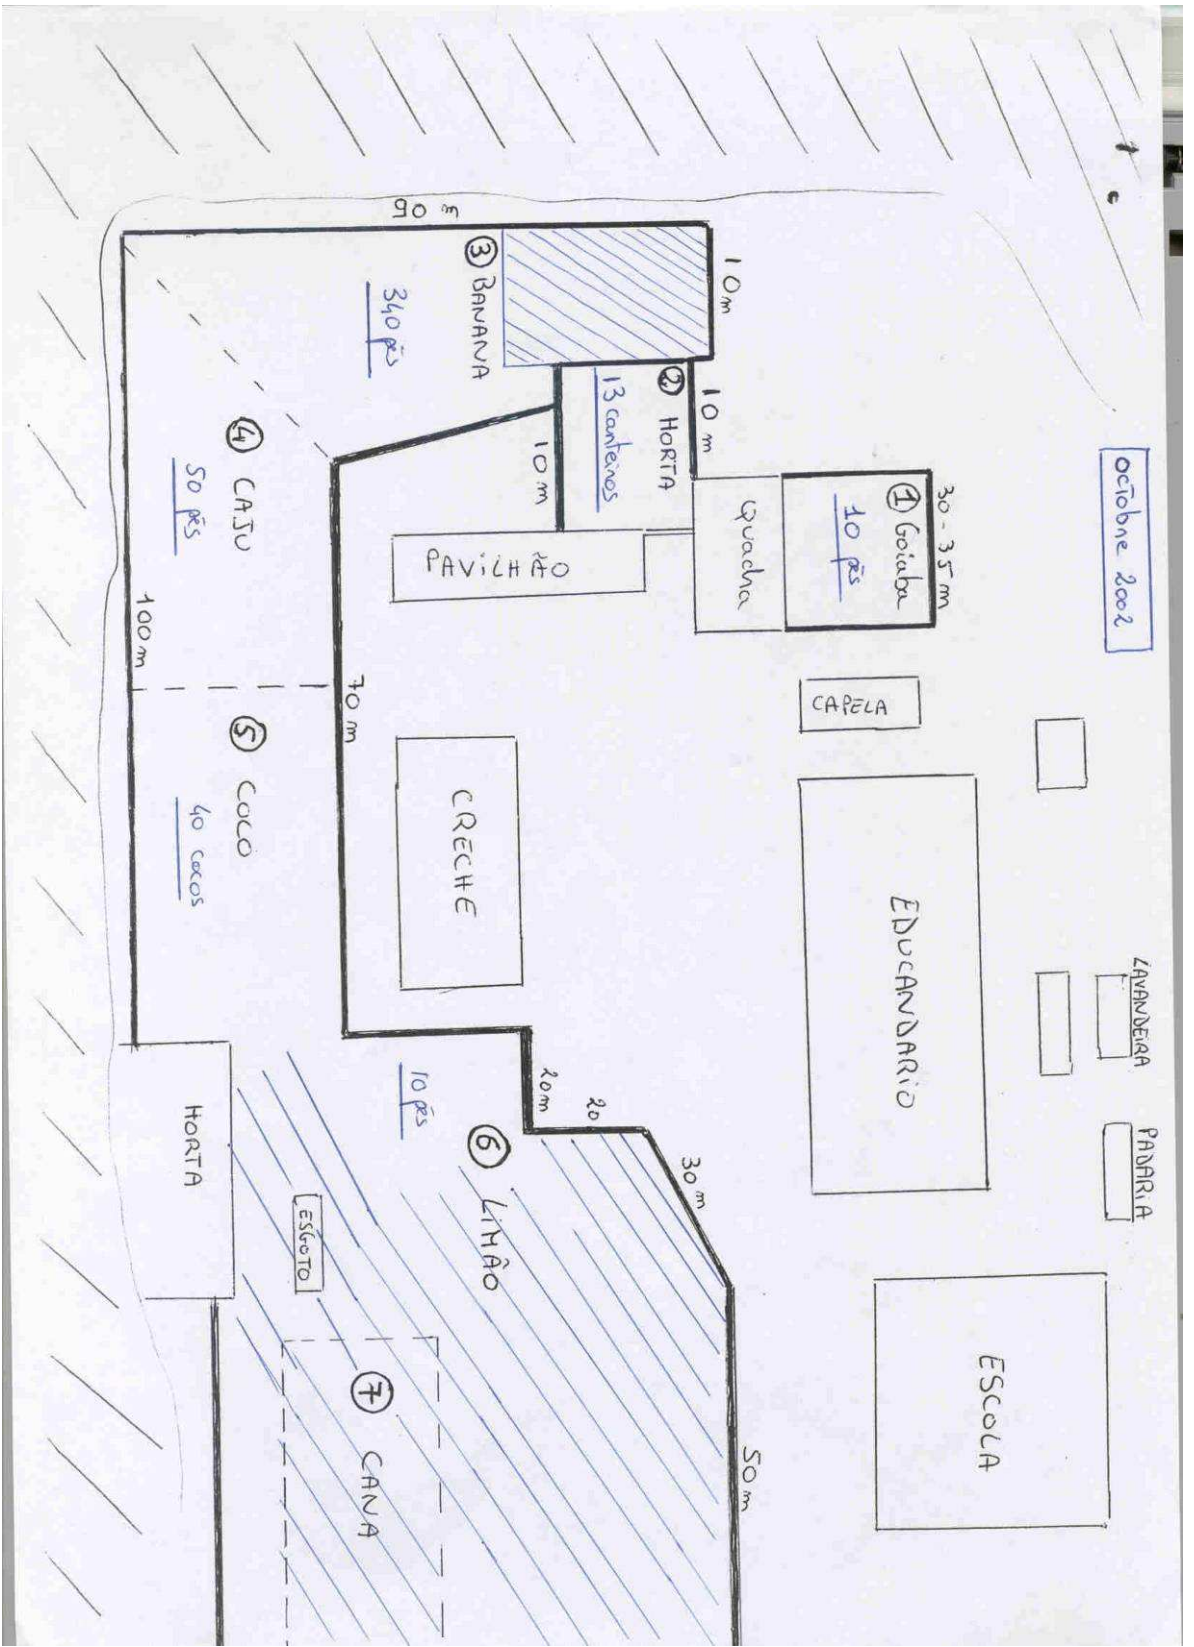 octobre 2002
LAVANDEIRA
PADARIA
30-35 m
① Goiaba
10 pés
CAPELA
EDUCANDARIO
ESCOLA
Quadra
10 m
10 m
② HORTA
13 canteiros
10 m
PAVILHÃO
CRECHE
20 m
20
30 m
50 m
90 m
③ BANANA
340 pés
④ CAJU
50 pés
100 m
70 m
⑤ COCO
40 cocos
HORTA
10 pés
⑥ LIMÃO
ESGOTO
⑦ CANA